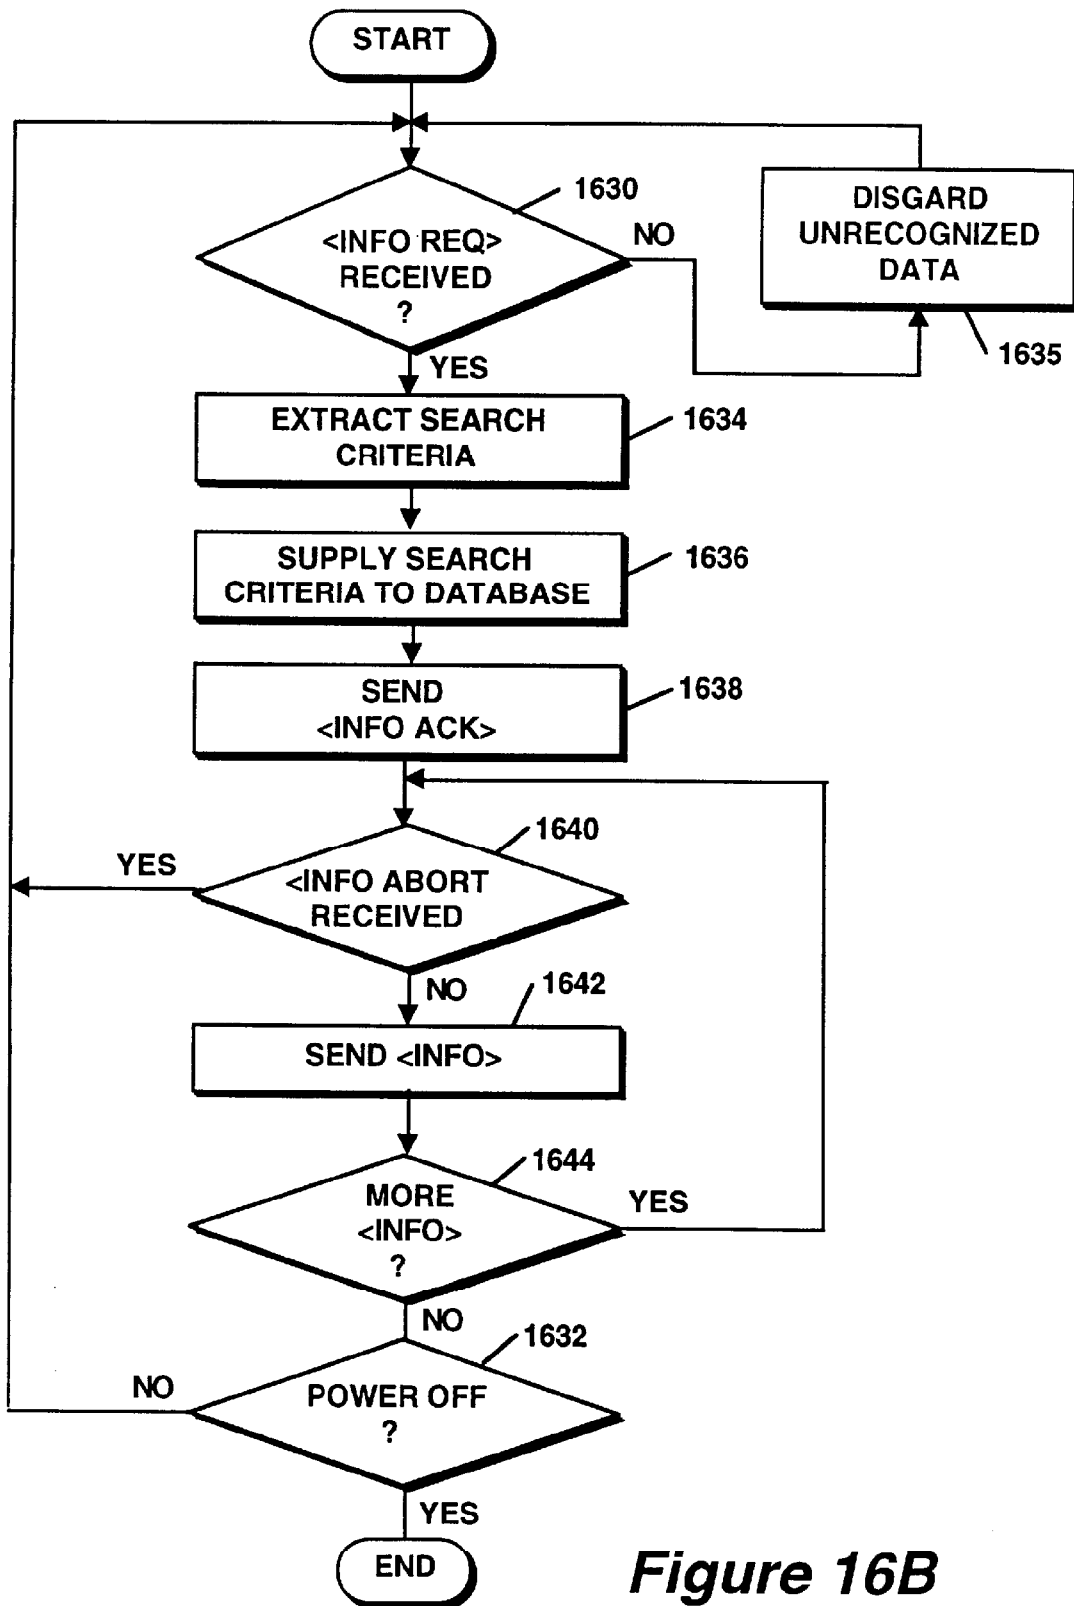 START
1630
<INFO REQ>
RECEIVED
?
NO
DISGARD
UNRECOGNIZED
DATA
1635
YES
EXTRACT SEARCH
CRITERIA
1634
SUPPLY SEARCH
CRITERIA TO DATABASE
1636
SEND
<INFO ACK>
1638
1640
YES
<INFO ABORT
RECEIVED
NO
1642
SEND <INFO>
1644
MORE
<INFO>
?
YES
NO
1632
NO
POWER OFF
?
YES
END
Figure 16B